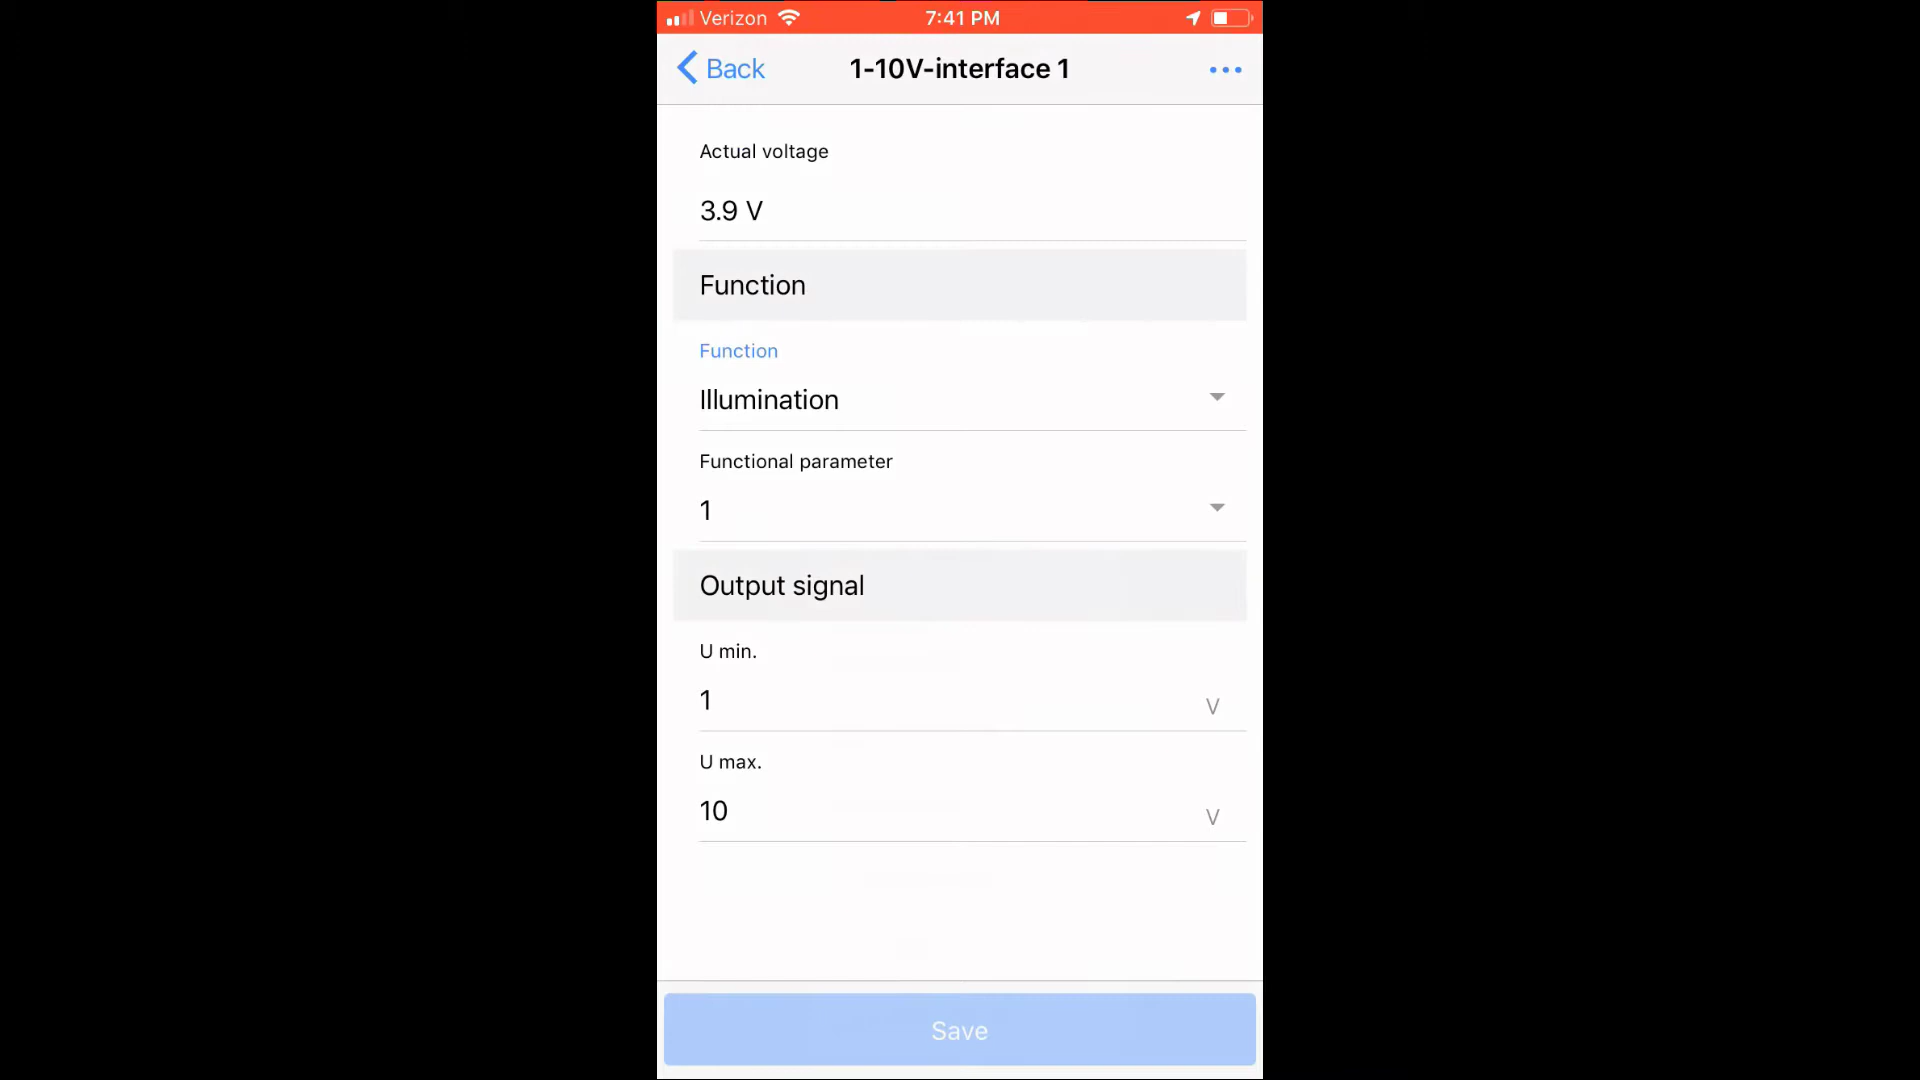 Verizon 7:41 PM
Back 1-10V-interface 1
Actual voltage
3.9 V
Function
Function
Illumination
Functional parameter
1
Output signal
U min.
1 V
U max.
10 V
Save